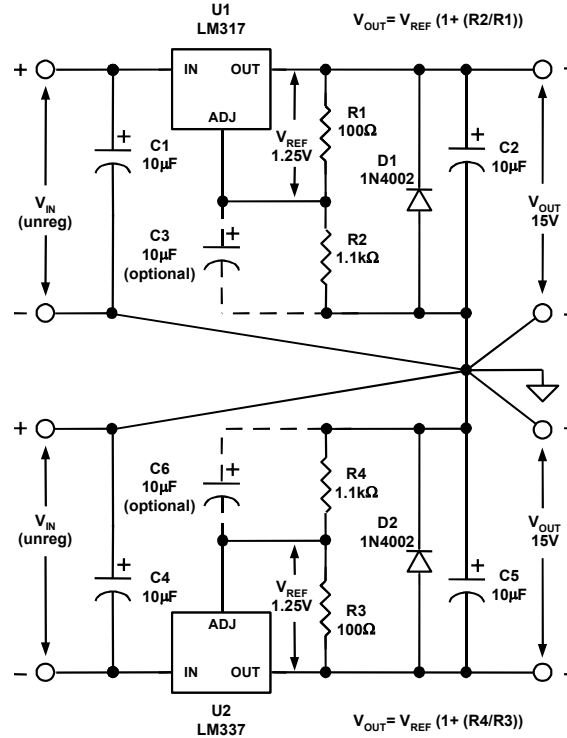 U1
LM317
V_OUT = V_REF (1+ (R2/R1))
+
+
IN
OUT
ADJ
+
C1
10μF
V_REF
1.25V
R1
100Ω
+
C2
10μF
D1
1N4002
V_IN
(unreg)
C3
10μF
(optional)
+
R2
1.1kΩ
V_OUT
15V
–
–
+
+
C6
10μF
(optional)
+
R4
1.1kΩ
V_IN
(unreg)
D2
1N4002
V_OUT
15V
+
C4
10μF
V_REF
1.25V
R3
100Ω
+
C5
10μF
ADJ
IN
OUT
–
–
U2
LM337
V_OUT = V_REF (1+ (R4/R3))